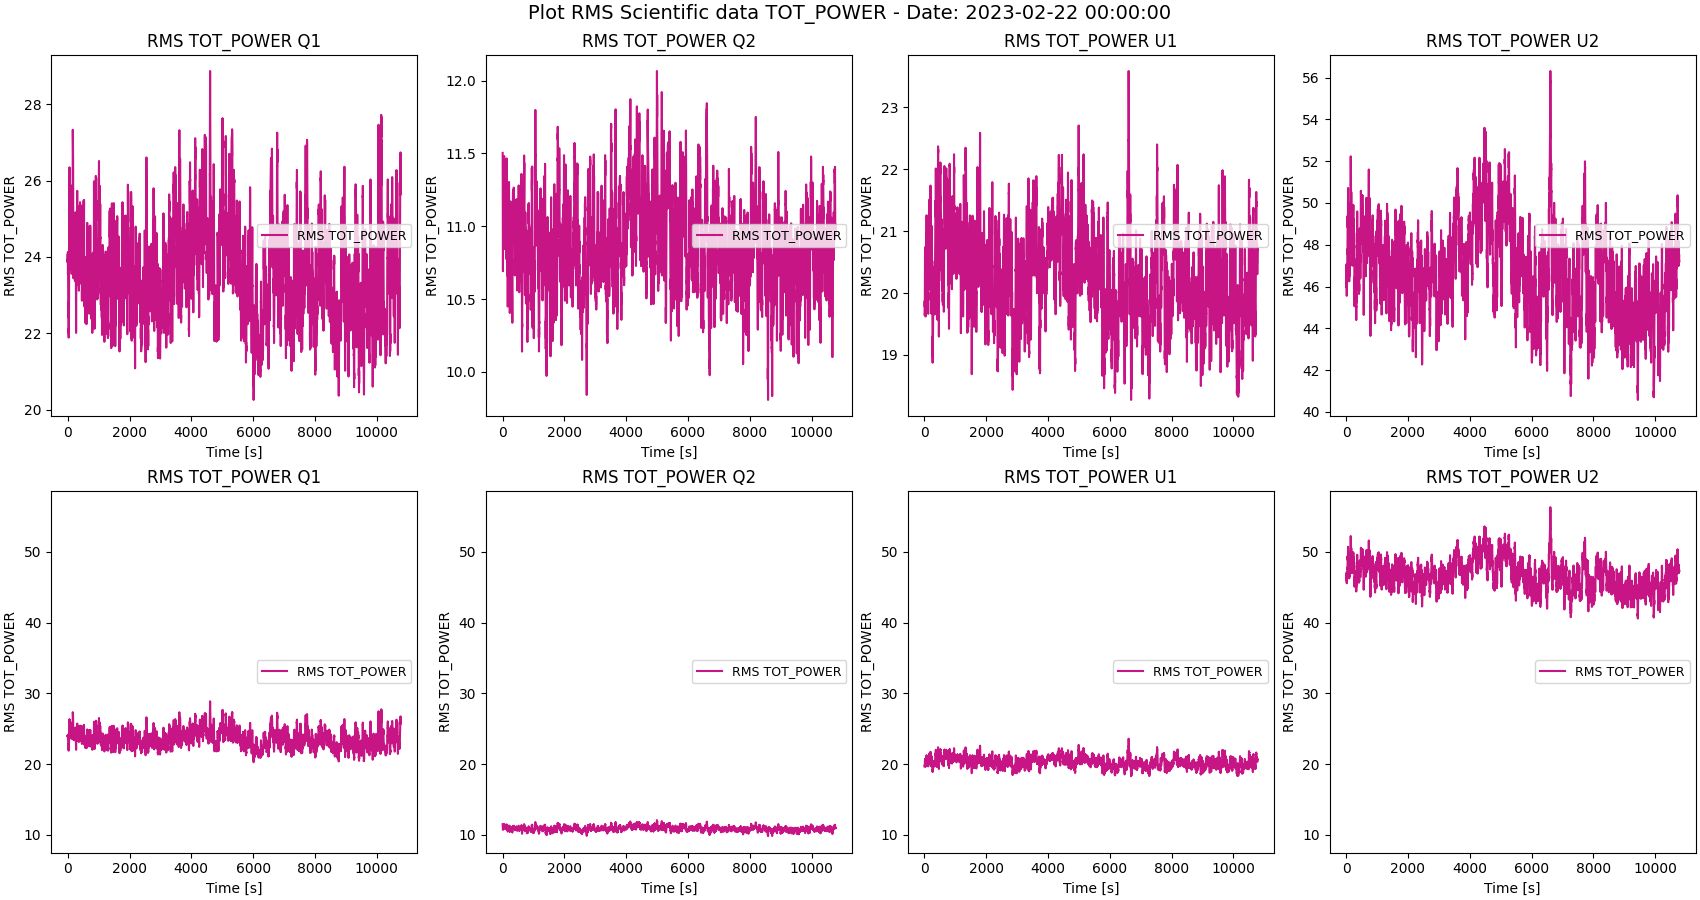 Plot RMS Scientific data TOT_POWER - Date: 2023-02-22 00:00:00
RMS TOT_POWER Q1
RMS TOT_POWER
28
26
24
22
20
RMS TOT_POWER
0 2000 4000 6000 8000 10000
Time [s]
RMS TOT_POWER Q2
RMS TOT_POWER
12.0
11.5
11.0
10.5
10.0
RMS TOT_POWER
0 2000 4000 6000 8000 10000
Time [s]
RMS TOT_POWER U1
RMS TOT_POWER
23
22
21
20
19
RMS TOT_POWER
0 2000 4000 6000 8000 10000
Time [s]
RMS TOT_POWER U2
RMS TOT_POWER
56
54
52
50
48
46
44
42
40
RMS TOT_POWER
0 2000 4000 6000 8000 10000
Time [s]
RMS TOT_POWER Q1
RMS TOT_POWER
50
40
30
20
10
RMS TOT_POWER
0 2000 4000 6000 8000 10000
Time [s]
RMS TOT_POWER Q2
RMS TOT_POWER
50
40
30
20
10
RMS TOT_POWER
0 2000 4000 6000 8000 10000
Time [s]
RMS TOT_POWER U1
RMS TOT_POWER
50
40
30
20
10
RMS TOT_POWER
0 2000 4000 6000 8000 10000
Time [s]
RMS TOT_POWER U2
RMS TOT_POWER
50
40
30
20
10
RMS TOT_POWER
0 2000 4000 6000 8000 10000
Time [s]